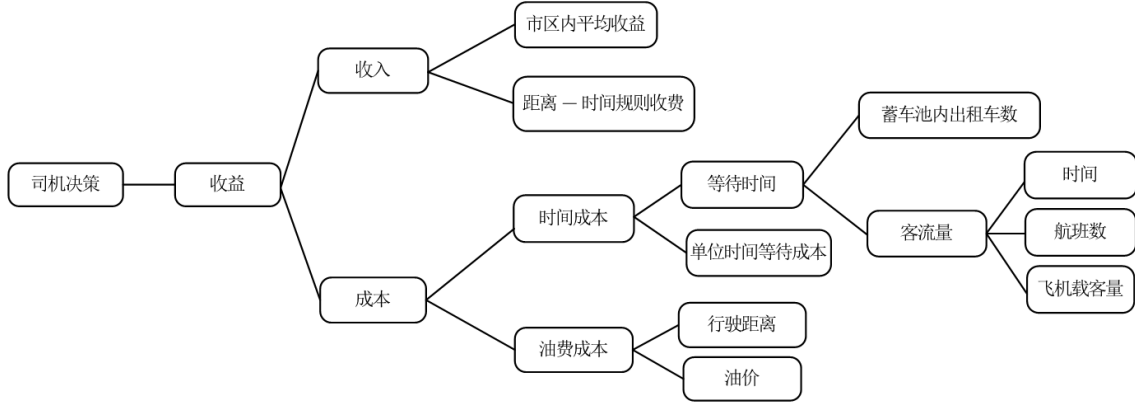 司机决策
收益
收入
市区内平均收益
距离 — 时间规则收费
成本
时间成本
等待时间
蓄车池内出租车数
客流量
时间
航班数
飞机载客量
单位时间等待成本
油费成本
行驶距离
油价